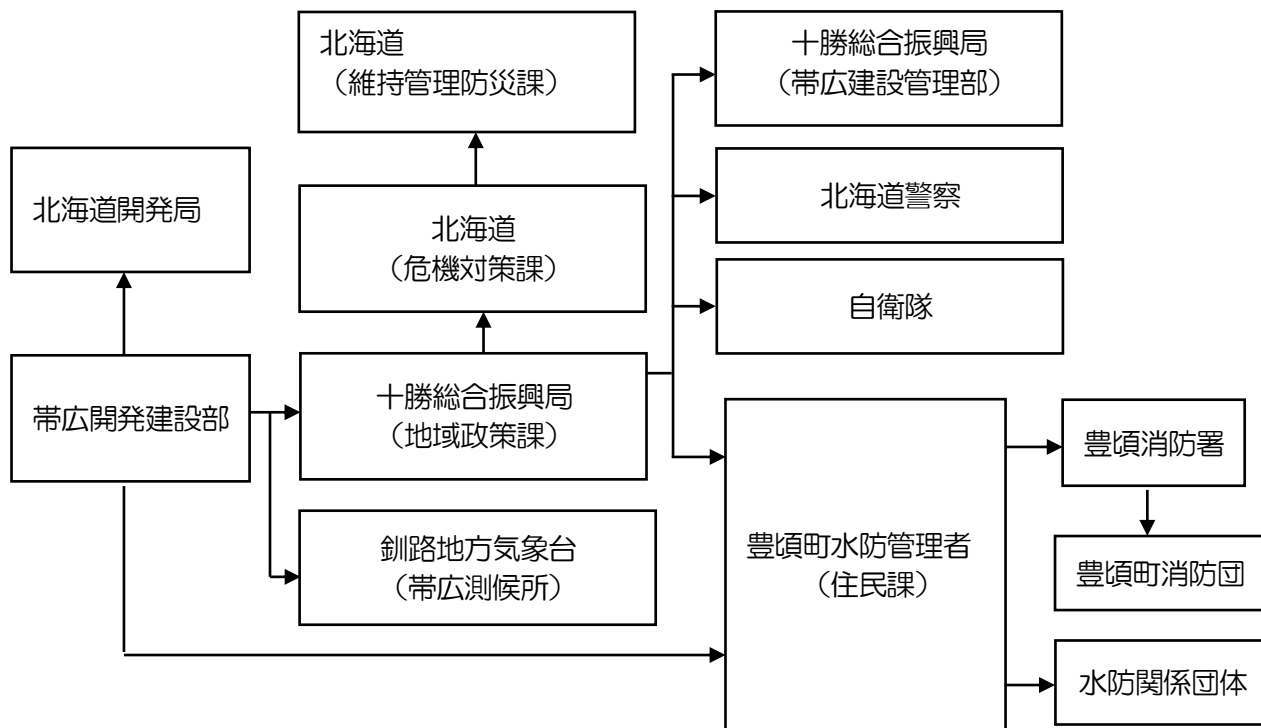 北海道
（維持管理防災課）
十勝総合振興局
（帯広建設管理部）
北海道開発局
北海道
（危機対策課）
北海道警察
自衛隊
帯広開発建設部
十勝総合振興局
（地域政策課）
釧路地方気象台
（帯広測候所）
豊頃町水防管理者
（住民課）
豊頃消防署
豊頃町消防団
水防関係団体